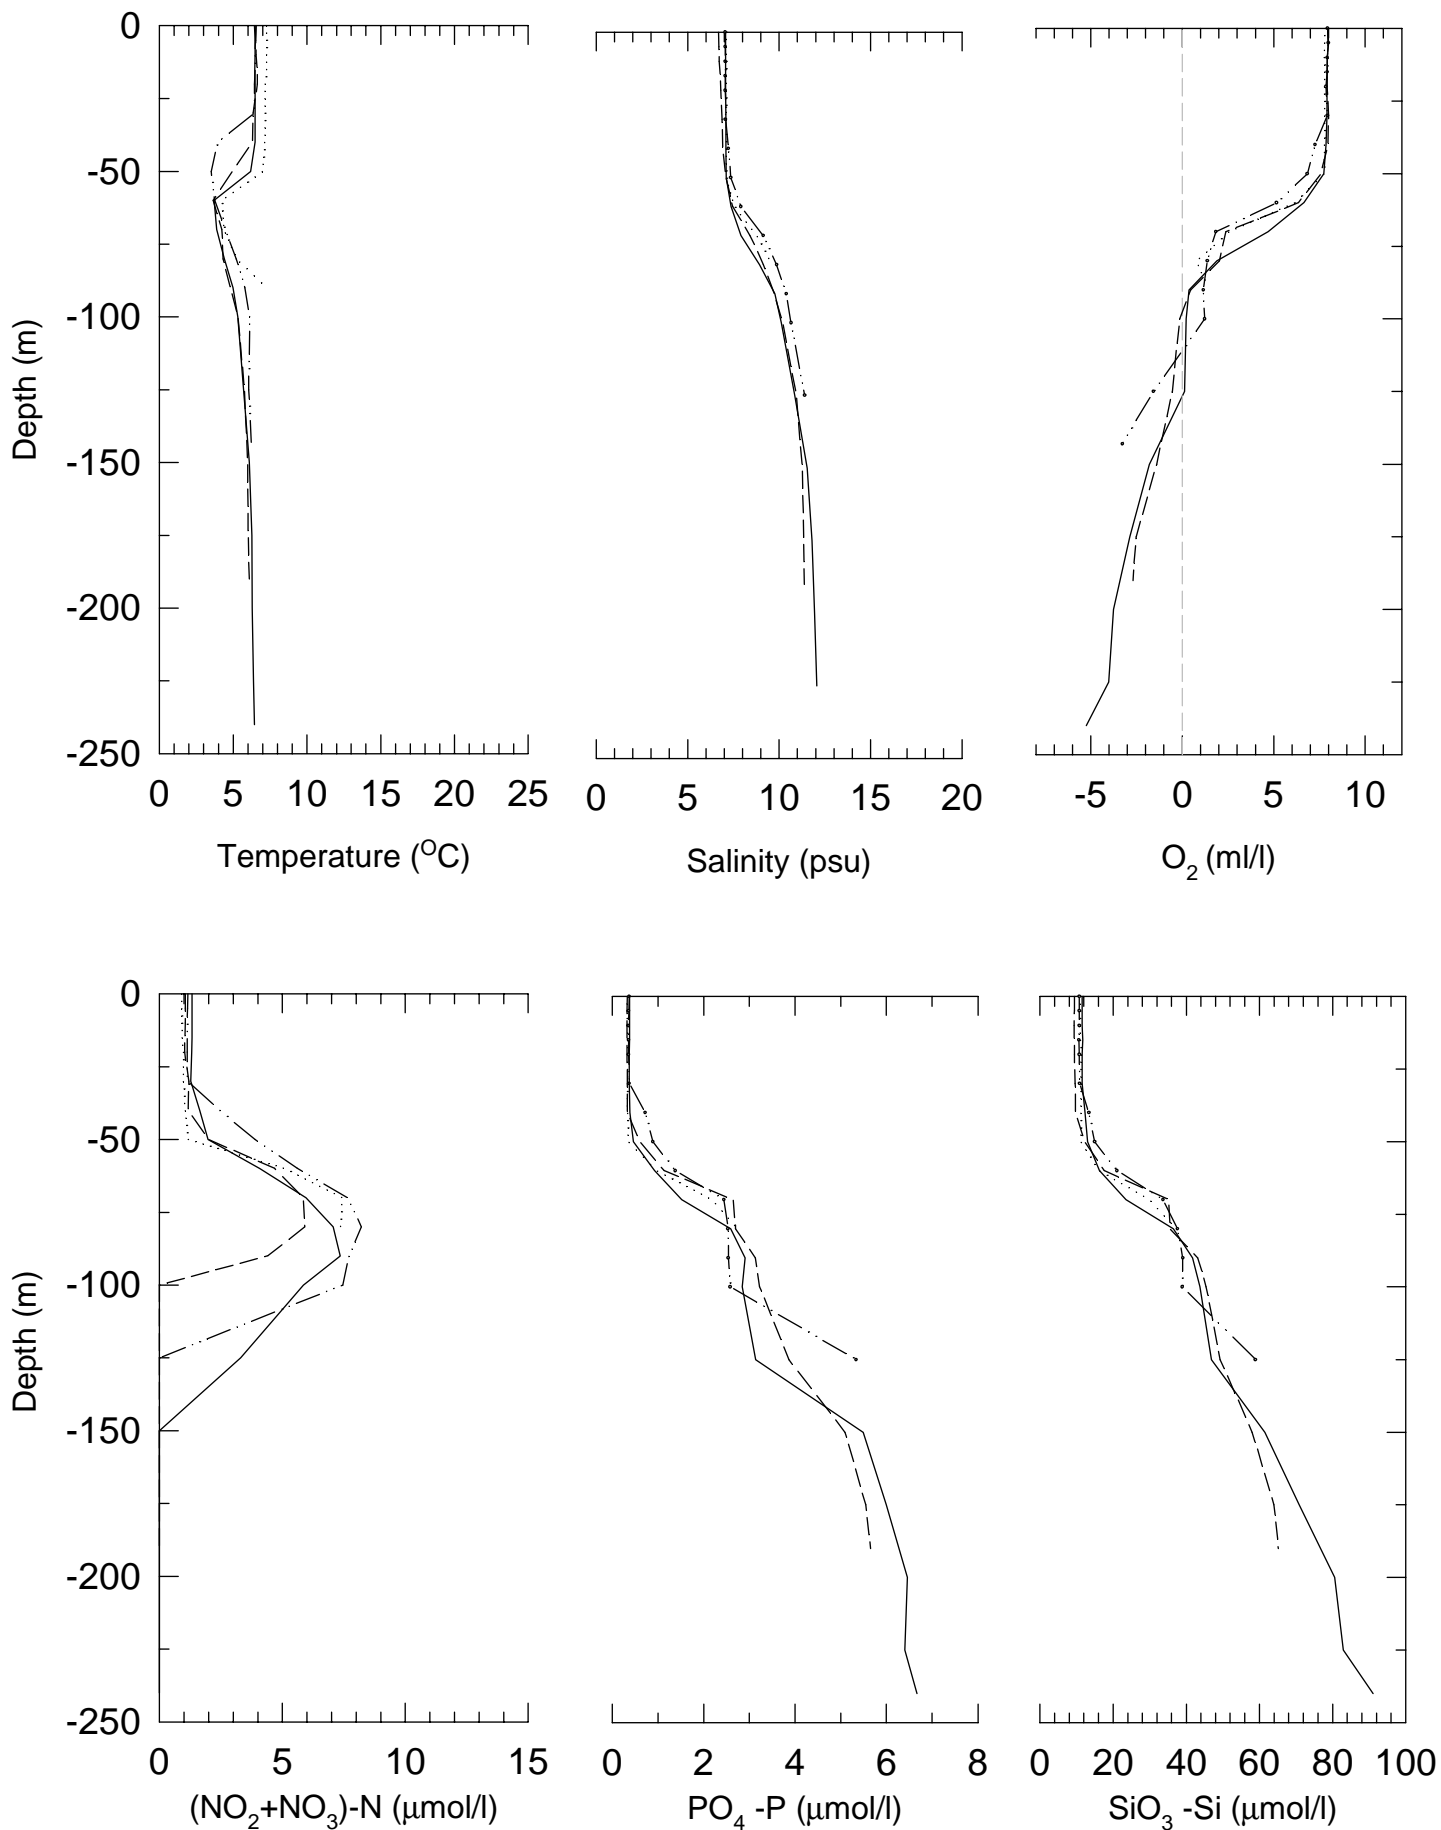 0
-50
-100
-150
-200
-250
Depth (m)
0 5 10 15 20 25
Temperature (°C)
0 5 10 15 20
Salinity (psu)
-5 0 5 10
O₂ (ml/l)
0
-50
-100
-150
-200
-250
Depth (m)
0 5 10 15
(NO₂+NO₃)-N (μmol/l)
0 2 4 6 8
PO₄ -P (μmol/l)
0 20 40 60 80 100
SiO₃ -Si (μmol/l)